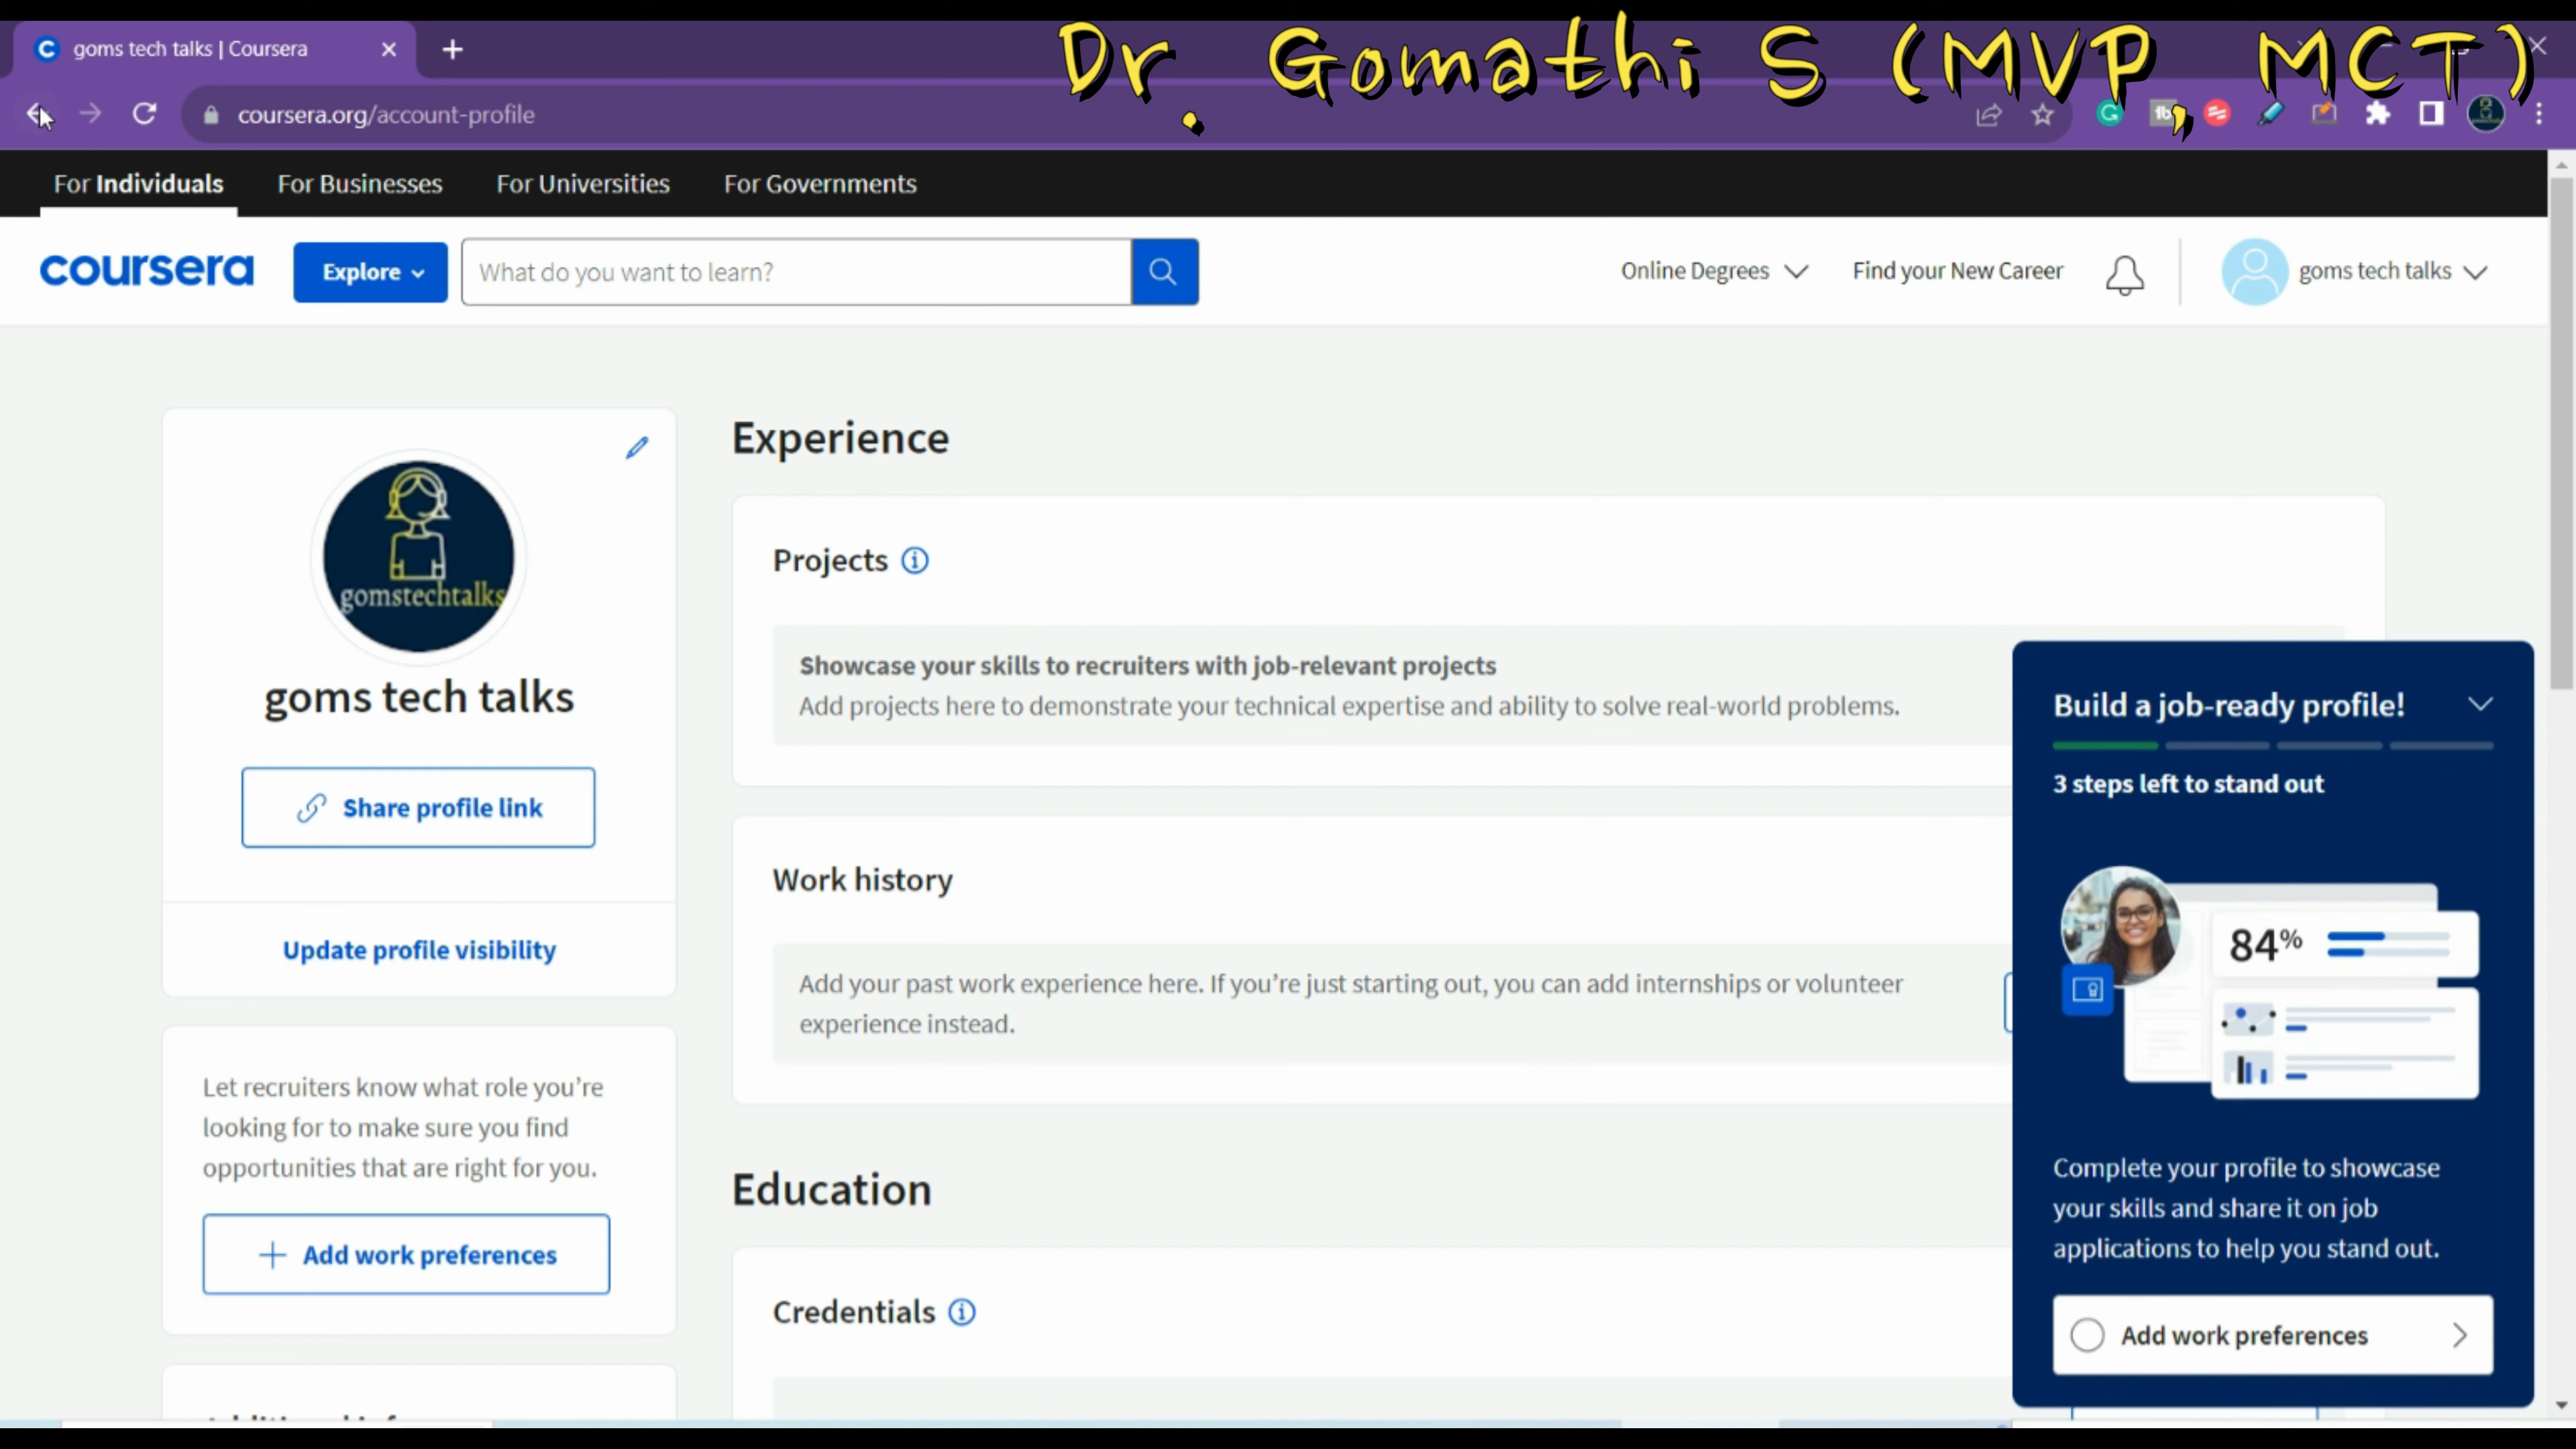 Dr. Gomathi S (MVP, MCT)
goms tech talks | Coursera
coursera.org/account-profile
For Individuals For Businesses For Universities For Governments
coursera Explore What do you want to learn? Online Degrees Find your New Career goms tech talks
gomstechtalks
goms tech talks
Share profile link
Update profile visibility
Let recruiters know what role you’re
looking for to make sure you find
opportunities that are right for you.
+ Add work preferences
Experience
Projects
Showcase your skills to recruiters with job-relevant projects
Add projects here to demonstrate your technical expertise and ability to solve real-world problems.
Work history
Add your past work experience here. If you’re just starting out, you can add internships or volunteer
experience instead.
Education
Credentials
Build a job-ready profile!
3 steps left to stand out
84%
Complete your profile to showcase
your skills and share it on job
applications to help you stand out.
Add work preferences